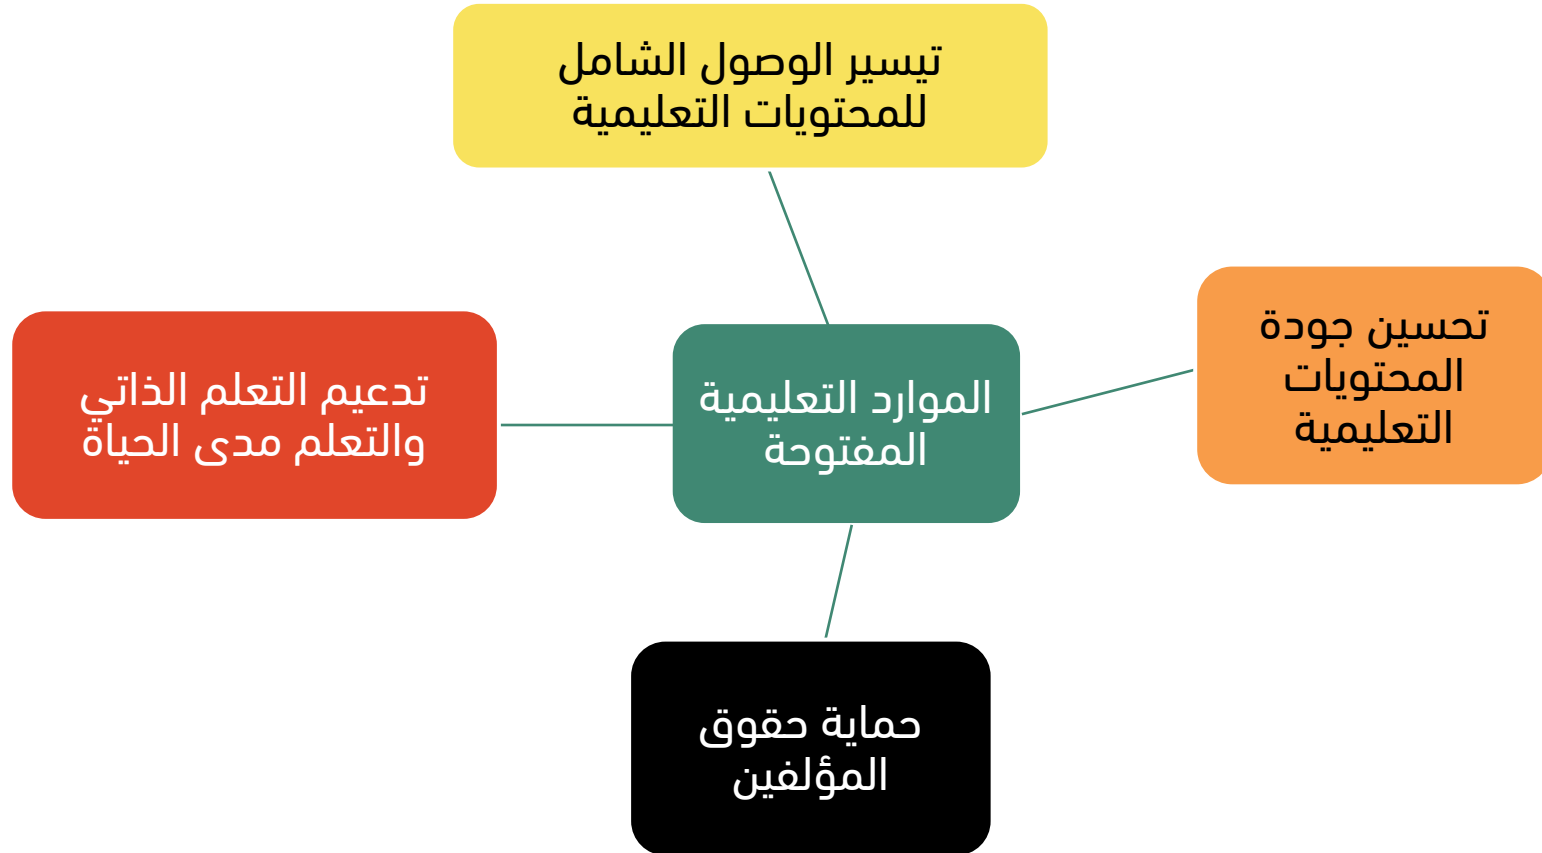 تيسير الوصول الشامل
للمحتويات التعليمية
تحسين جودة
المحتويات
التعليمية
الموارد التعليمية
المفتوحة
تدعيم التعلم الذاتي
والتعلم مدى الحياة
حماية حقوق
المؤلفين